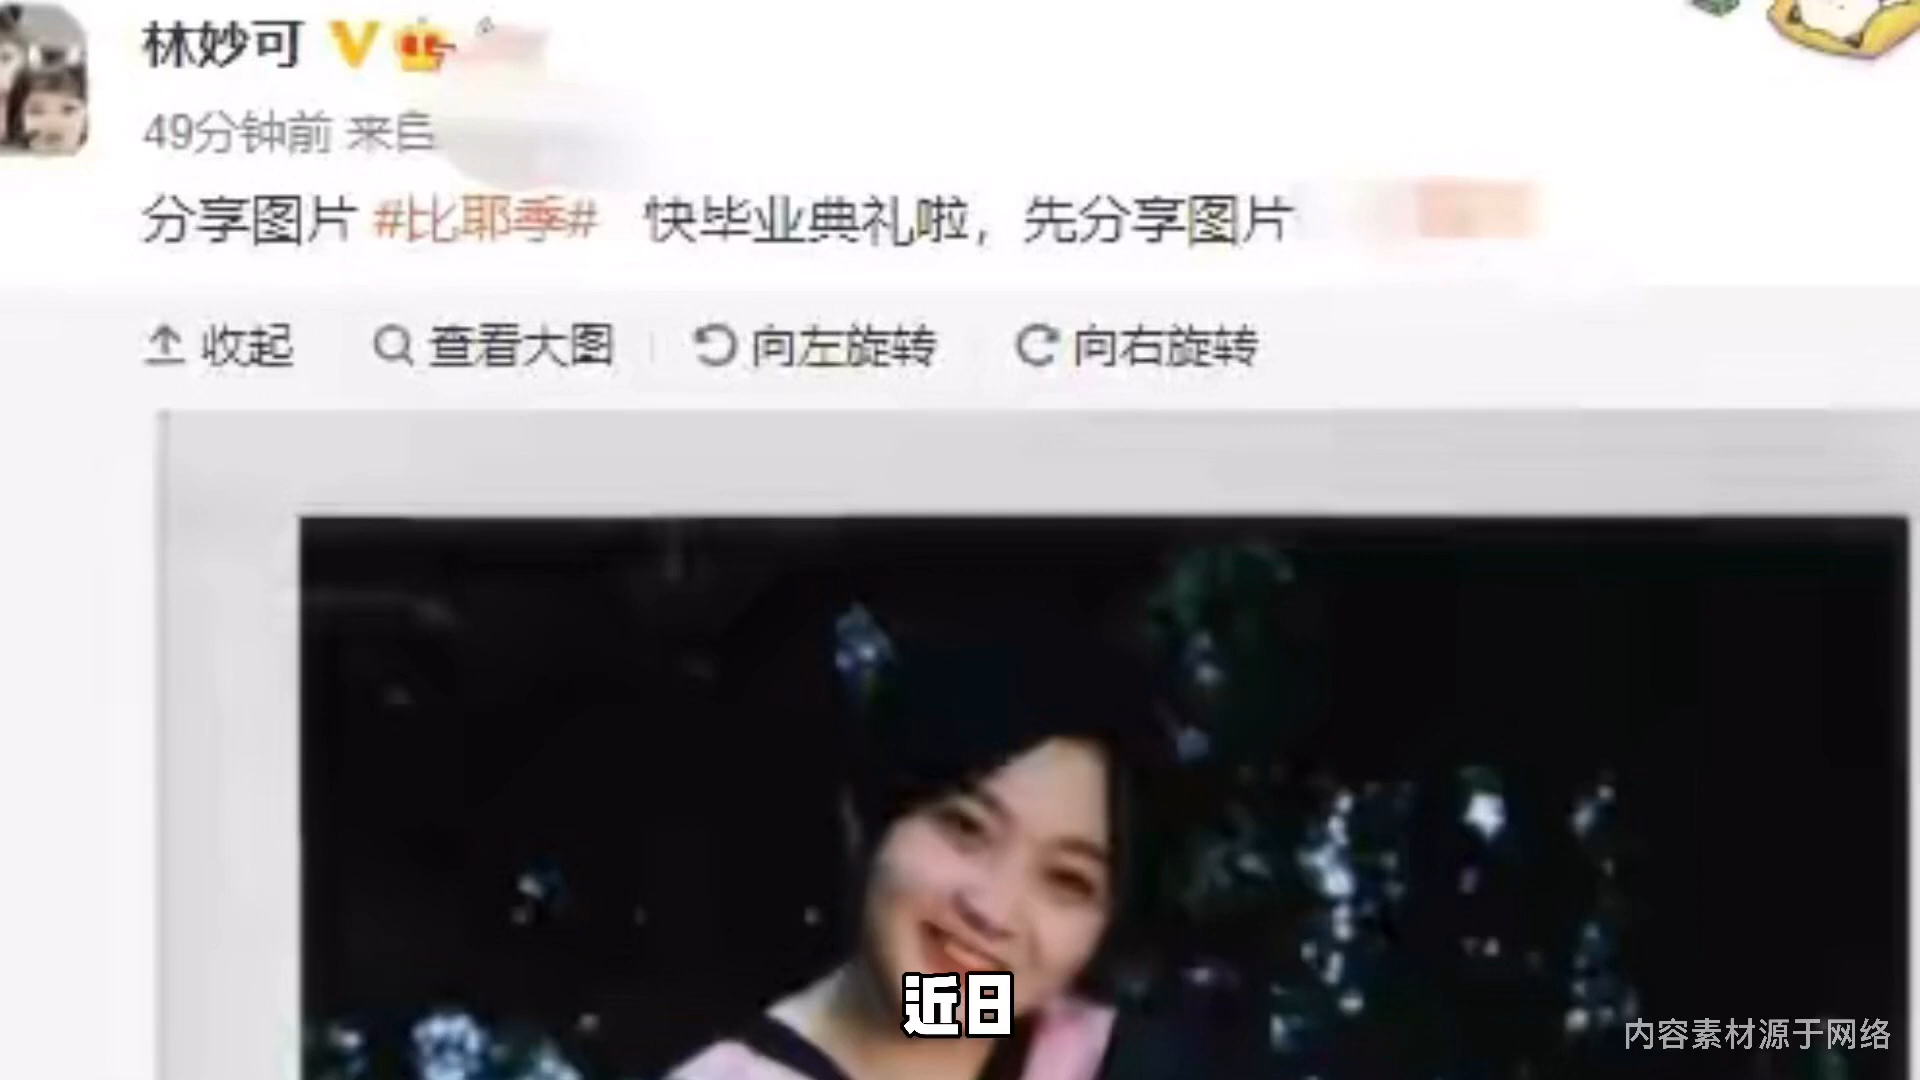 林妙可
49分钟前 来自
分享图片 #比耶季# 快毕业典礼啦，先分享图片
收起 查看大图 向左旋转 向右旋转
近日
内容素材源于网络